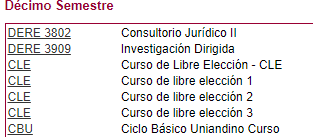 Décimo Semestre
DERE 3802 Consultorio Jurídico II
DERE 3909 Investigación Dirigida
CLE Curso de Libre Elección - CLE
CLE Curso de libre elección 1
CLE Curso de libre elección 2
CLE Curso de libre elección 3
CBU Ciclo Básico Uniandino Curso